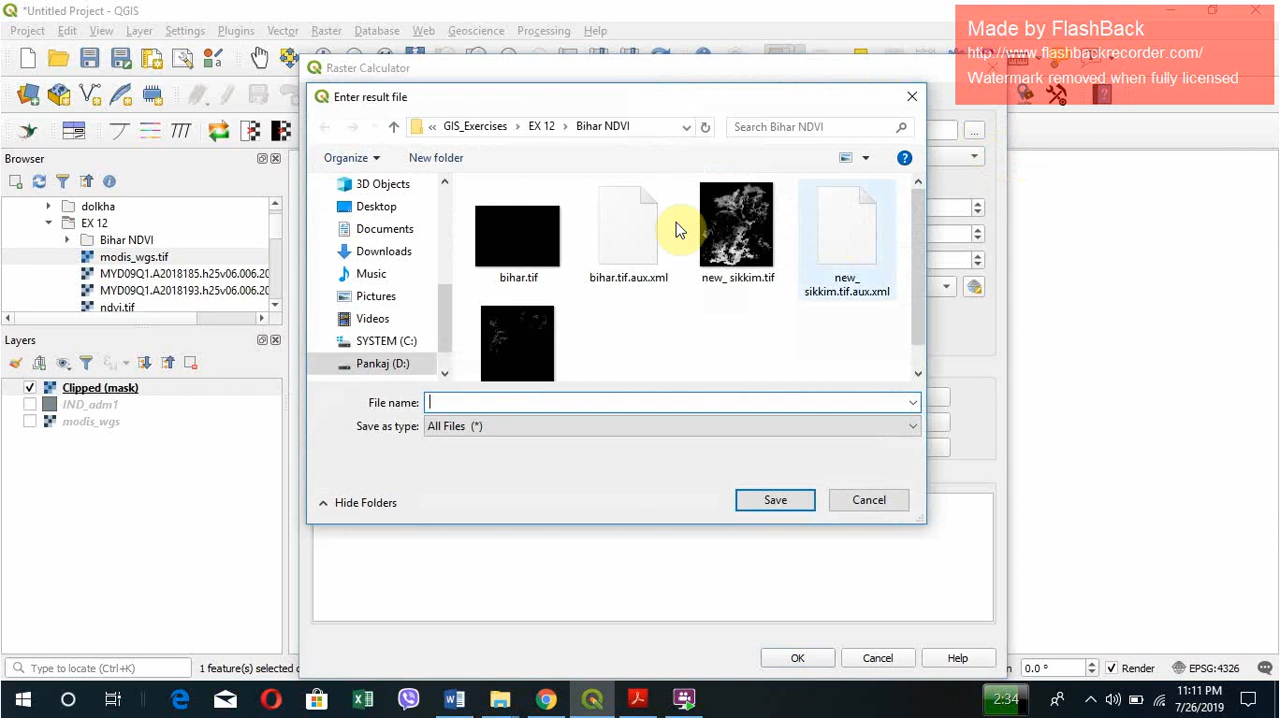 *Untitled Project - QGIS
Project Edit View Layer Settings Plugins Vector Raster Database Web Geoscience Processing Help
Made by FlashBack
http://www.flashbackrecorder.com/
Watermark removed when fully licensed
Raster Calculator
Enter result file
« GIS_Exercises > EX 12 > Bihar NDVI
Search Bihar NDVI
Organize
New folder
Browser
dolkha
EX 12
Bihar NDVI
modis_wgs.tif
MYD09Q1.A2018185.h25v06.006.20
MYD09Q1.A2018193.h25v06.006.20
ndvi.tif
Layers
Clipped (mask)
IND_adm1
modis_wgs
3D Objects
Desktop
Documents
Downloads
Music
Pictures
Videos
SYSTEM (C:)
Pankaj (D:)
bihar.tif
bihar.tif.aux.xml
new_ sikkim.tif
new_
sikkim.tif.aux.xml
...
File name:
Save as type: All Files (*)
Hide Folders
Save
Cancel
OK
Cancel
Help
Type to locate (Ctrl+K)
1 feature(s) selected
0.0 °
Render
EPSG:4326
2:34
11:11 PM
7/26/2019